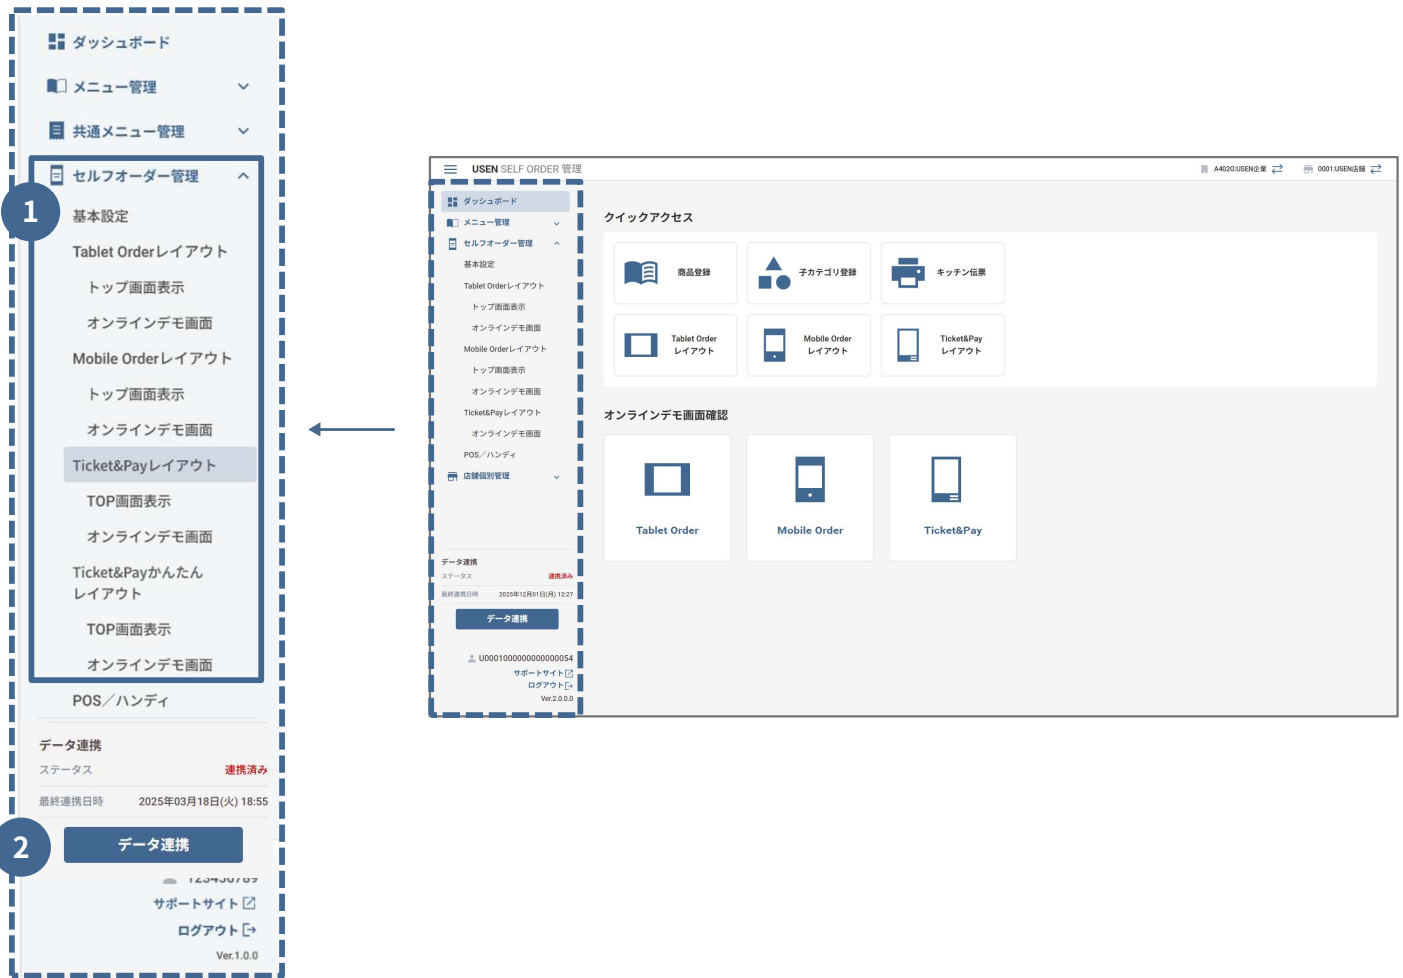 ダッシュボード
メニュー管理
共通メニュー管理
セルフオーダー管理
1
基本設定
Tablet Orderレイアウト
トップ画面表示
オンラインデモ画面
Mobile Orderレイアウト
トップ画面表示
オンラインデモ画面
Ticket&Payレイアウト
TOP画面表示
オンラインデモ画面
Ticket&Payかんたん
レイアウト
TOP画面表示
オンラインデモ画面
POS／ハンディ
データ連携
ステータス 連携済み
最終連携日時 2025年03月18日(火) 18:55
2
データ連携
123456789
サポートサイト
ログアウト
Ver.1.0.0
USEN SELF ORDER 管理
A4020:USEN企業
0001:USEN店舗
ダッシュボード
メニュー管理
セルフオーダー管理
基本設定
Tablet Orderレイアウト
トップ画面表示
オンラインデモ画面
Mobile Orderレイアウト
トップ画面表示
オンラインデモ画面
Ticket&Payレイアウト
オンラインデモ画面
POS／ハンディ
店舗個別管理
データ連携
ステータス 連携済み
最終連携日時 2025年12月01日(月) 12:27
データ連携
U0001000000000000054
サポートサイト
ログアウト
Ver.2.0.0.0
クイックアクセス
商品登録
子カテゴリ登録
キッチン伝票
Tablet Order
レイアウト
Mobile Order
レイアウト
Ticket&Pay
レイアウト
オンラインデモ画面確認
Tablet Order
Mobile Order
Ticket&Pay